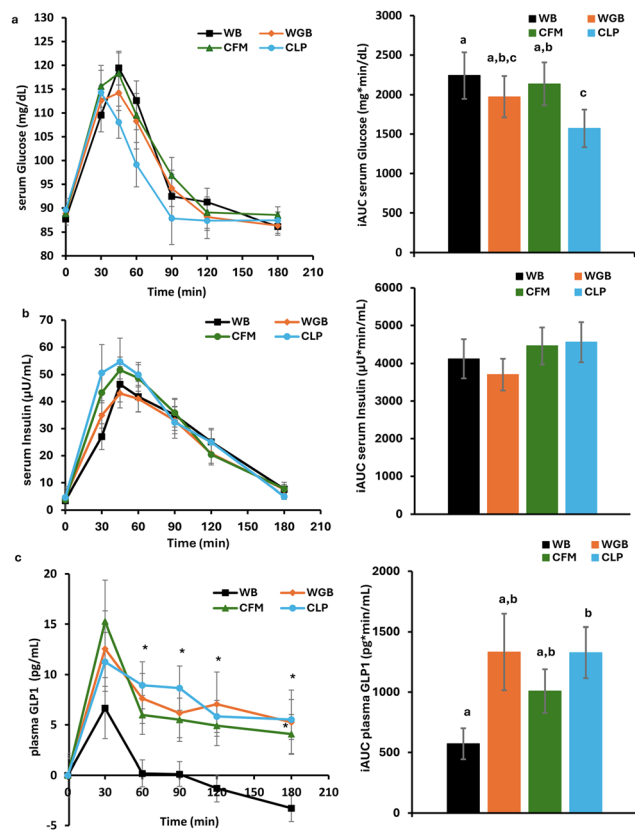 a
WB WGB
CFM CLP
serum Glucose (mg/dL)
130
125
120
115
110
105
100
95
90
85
80
0 30 60 90 120 150 180 210
Time (min)
WB WGB
CFM CLP
iAUC serum Glucose (mg*min/dL)
3000
2500
2000
1500
1000
500
0
a
a,b,c
a,b
c
b
WB WGB
CFM CLP
serum Insulin (µU/mL)
70
60
50
40
30
20
10
0
0 30 60 90 120 150 180 210
Time (min)
WB WGB
CFM CLP
iAUC serum Insulin (µU*min/mL)
6000
5000
4000
3000
2000
1000
0
c
WB WGB
CFM CLP
plasma GLP1 (pg/mL)
20
15
10
5
0
-5
* * * *
*
0 30 60 90 120 150 180 210
Time (min)
WB WGB
CFM CLP
iAUC plasma GLP1 (pg*min/mL)
2000
1500
1000
500
0
a
a,b
a,b
b